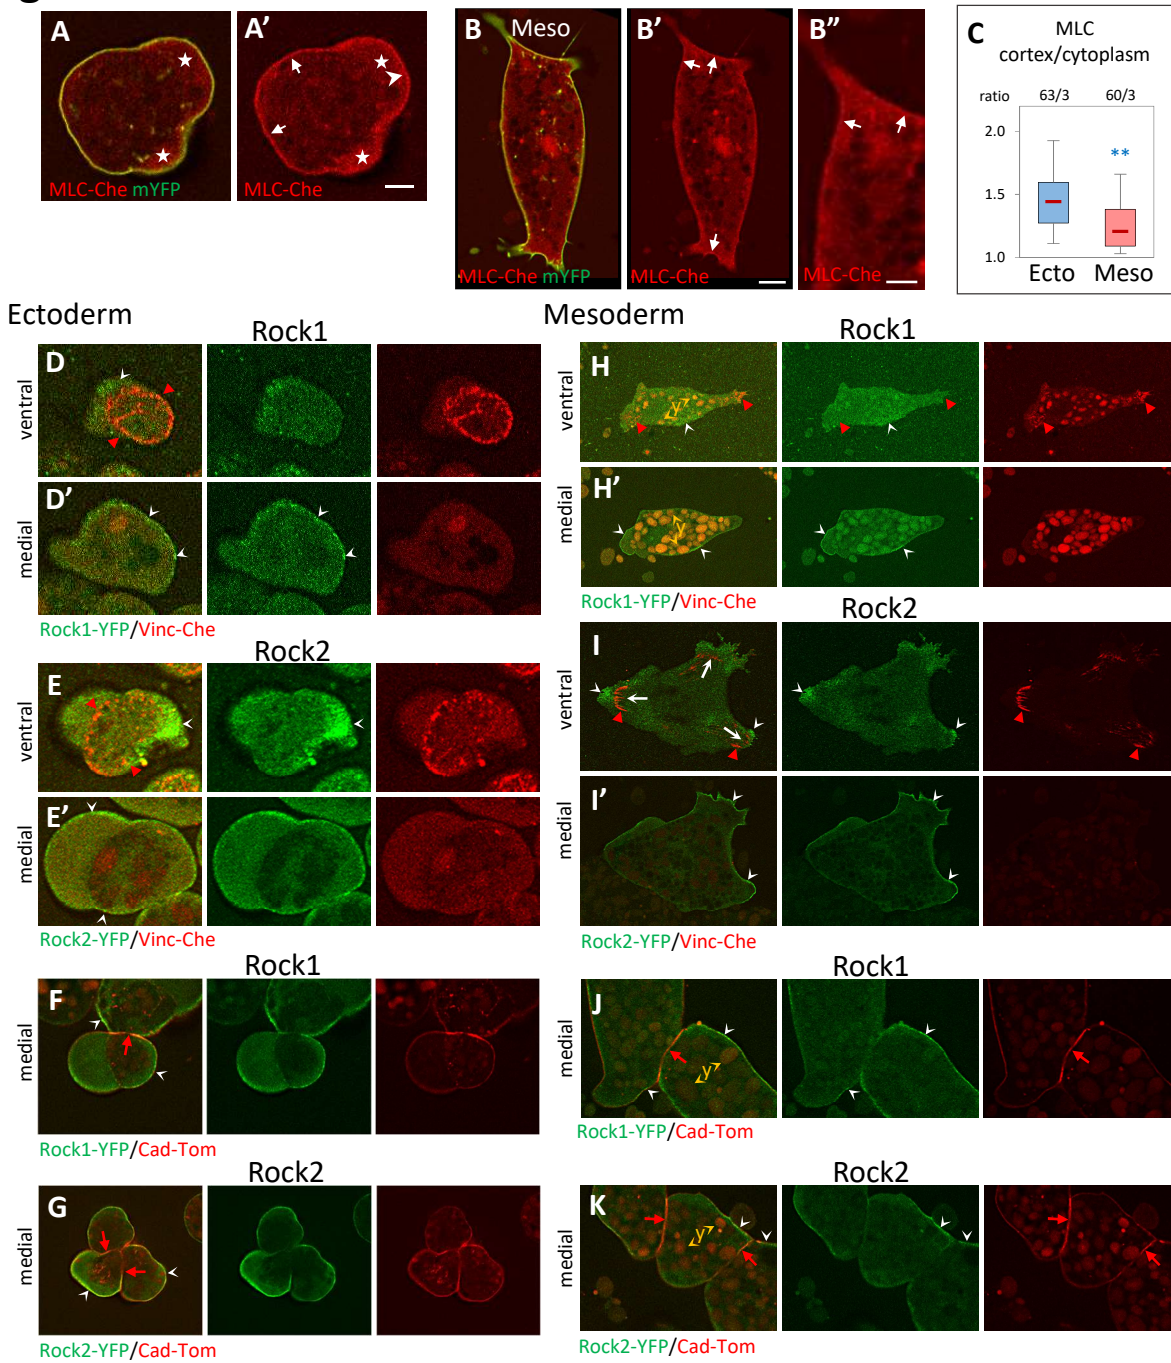 A
A'
MLC-Che mYFP
MLC-Che
B
Meso
B'
B"
MLC-Che mYFP
MLC-Che
MLC-Che
C
MLC
cortex/cytoplasm
ratio
63/3
60/3
2.0
**
1.5
1.0
Ecto
Meso
Ectoderm
Rock1
D
ventral
D'
medial
Rock1-YFP/Vinc-Che
Rock2
E
ventral
E'
medial
Rock2-YFP/Vinc-Che
Rock1
F
medial
Rock1-YFP/Cad-Tom
Rock2
G
medial
Rock2-YFP/Cad-Tom
Mesoderm
Rock1
H
y
ventral
H'
y
medial
Rock1-YFP/Vinc-Che
Rock2
I
ventral
I'
medial
Rock2-YFP/Vinc-Che
Rock1
J
y
medial
Rock1-YFP/Cad-Tom
Rock2
K
y
medial
Rock2-YFP/Cad-Tom